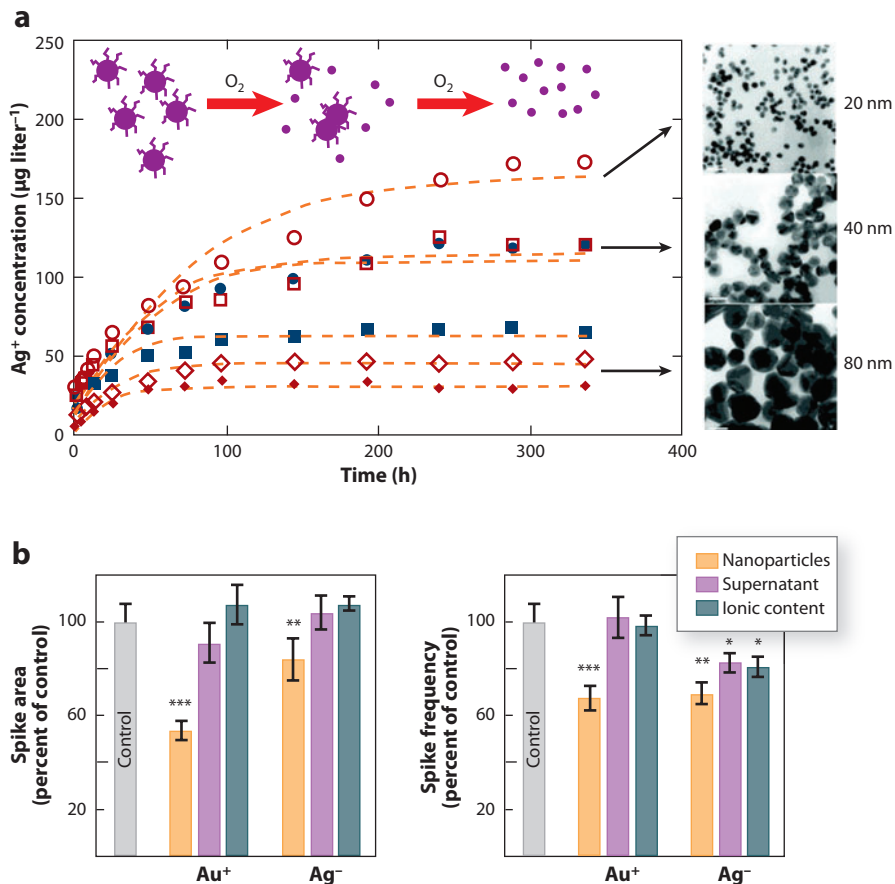 a
250
200
150
100
50
0
Ag⁺ concentration (µg liter⁻¹)
O₂
O₂
0
100
200
300
400
Time (h)
20 nm
40 nm
80 nm
b
Nanoparticles
Supernatant
Ionic content
100
60
20
Spike area
(percent of control)
Control
***
**
Au⁺
Ag⁻
100
60
20
Spike frequency
(percent of control)
Control
***
**
*
*
Au⁺
Ag⁻